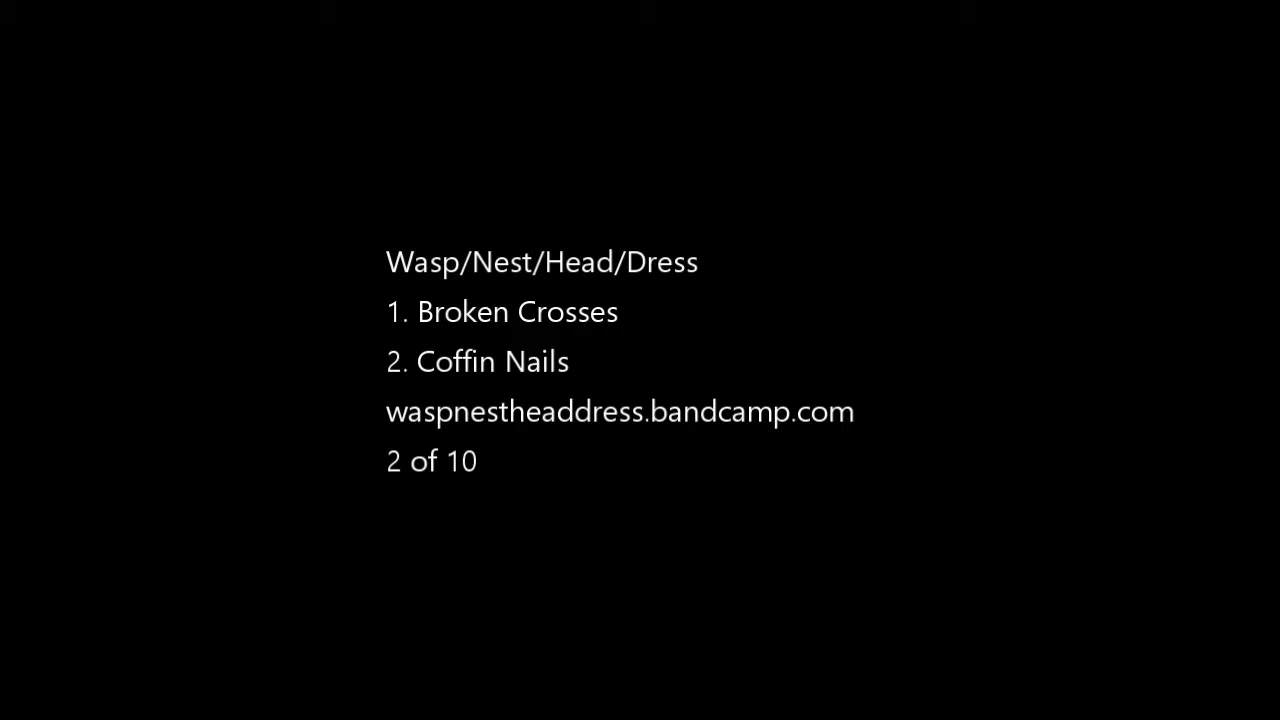 Wasp/Nest/Head/Dress
1. Broken Crosses
2. Coffin Nails
waspnestheaddress.bandcamp.com
2 of 10